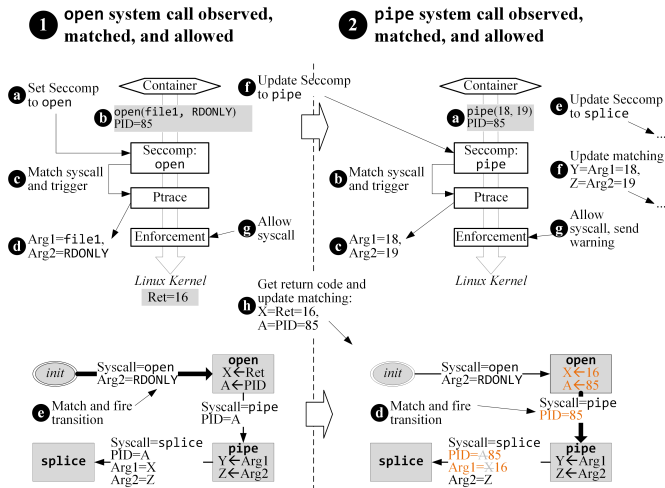 1 open system call observed,
matched, and allowed
2 pipe system call observed,
matched, and allowed
Container
a Set Seccomp
to open
b open(file1, RDONLY)
PID=85
Seccomp:
open
c Match syscall
and trigger
Ptrace
d Arg1=file1,
Arg2=RDONLY
Enforcement
g Allow
syscall
Linux Kernel
Ret=16
f Update Seccomp
to pipe
Container
a pipe(18, 19)
PID=85
e Update Seccomp
to splice
...
Seccomp:
pipe
b Match syscall
and trigger
f Update matching
Y=Arg1=18,
Z=Arg2=19
...
Ptrace
c Arg1=18,
Arg2=19
Enforcement
g Allow
syscall, send
warning
Linux Kernel
h Get return code and
update matching:
X=Ret=16,
A=PID=85
init
Syscall=open
Arg2=RDONLY
open
X←Ret
A←PID
e Match and fire
transition
Syscall=pipe
PID=A
pipe
Y←Arg1
Z←Arg2
Syscall=splice
PID=A
Arg1=X
Arg2=Z
splice
init
Syscall=open
Arg2=RDONLY
open
X←16
A←85
d Match and fire
transition
Syscall=pipe
PID=85
pipe
Y←Arg1
Z←Arg2
Syscall=splice
PID=A85
Arg1=X16
Arg2=Z
splice